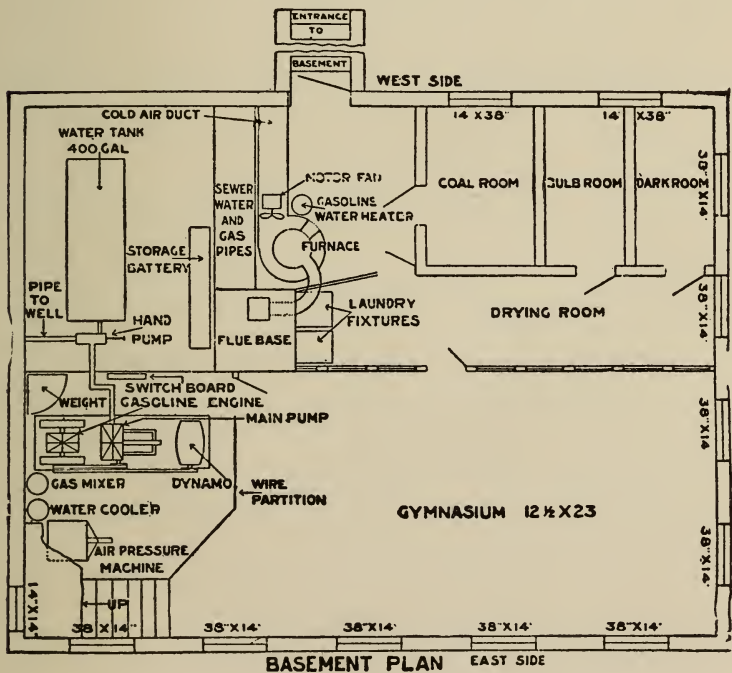 ENTRANCE
TO
BASEMENT
WEST SIDE
COLD AIR DUCT
WATER TANK
400 GAL
14 X 38"
14' X 38"
38" X 14'
MOTOR FAN
GASOLINE
WATER HEATER
COAL ROOM
BULB ROOM
DARK ROOM
SEWER
WATER
AND
GAS
PIPES
FURNACE
STORAGE
BATTERY
PIPE
TO
WELL
HAND
PUMP
LAUNDRY
FIXTURES
DRYING ROOM
38" X 14'
FLUE BASE
SWITCH BOARD
WEIGHT
GASOLINE ENGINE
MAIN PUMP
38" X 14
GAS MIXER
DYNAMO
WIRE
PARTITION
WATER COOLER
GYMNASIUM 12 ½ X 23
AIR PRESSURE
MACHINE
38" X 14'
14" X 14"
UP
38 X 14"
38" X 14'
38" X 14'
38" X 14'
38" X 14'
BASEMENT PLAN
EAST SIDE